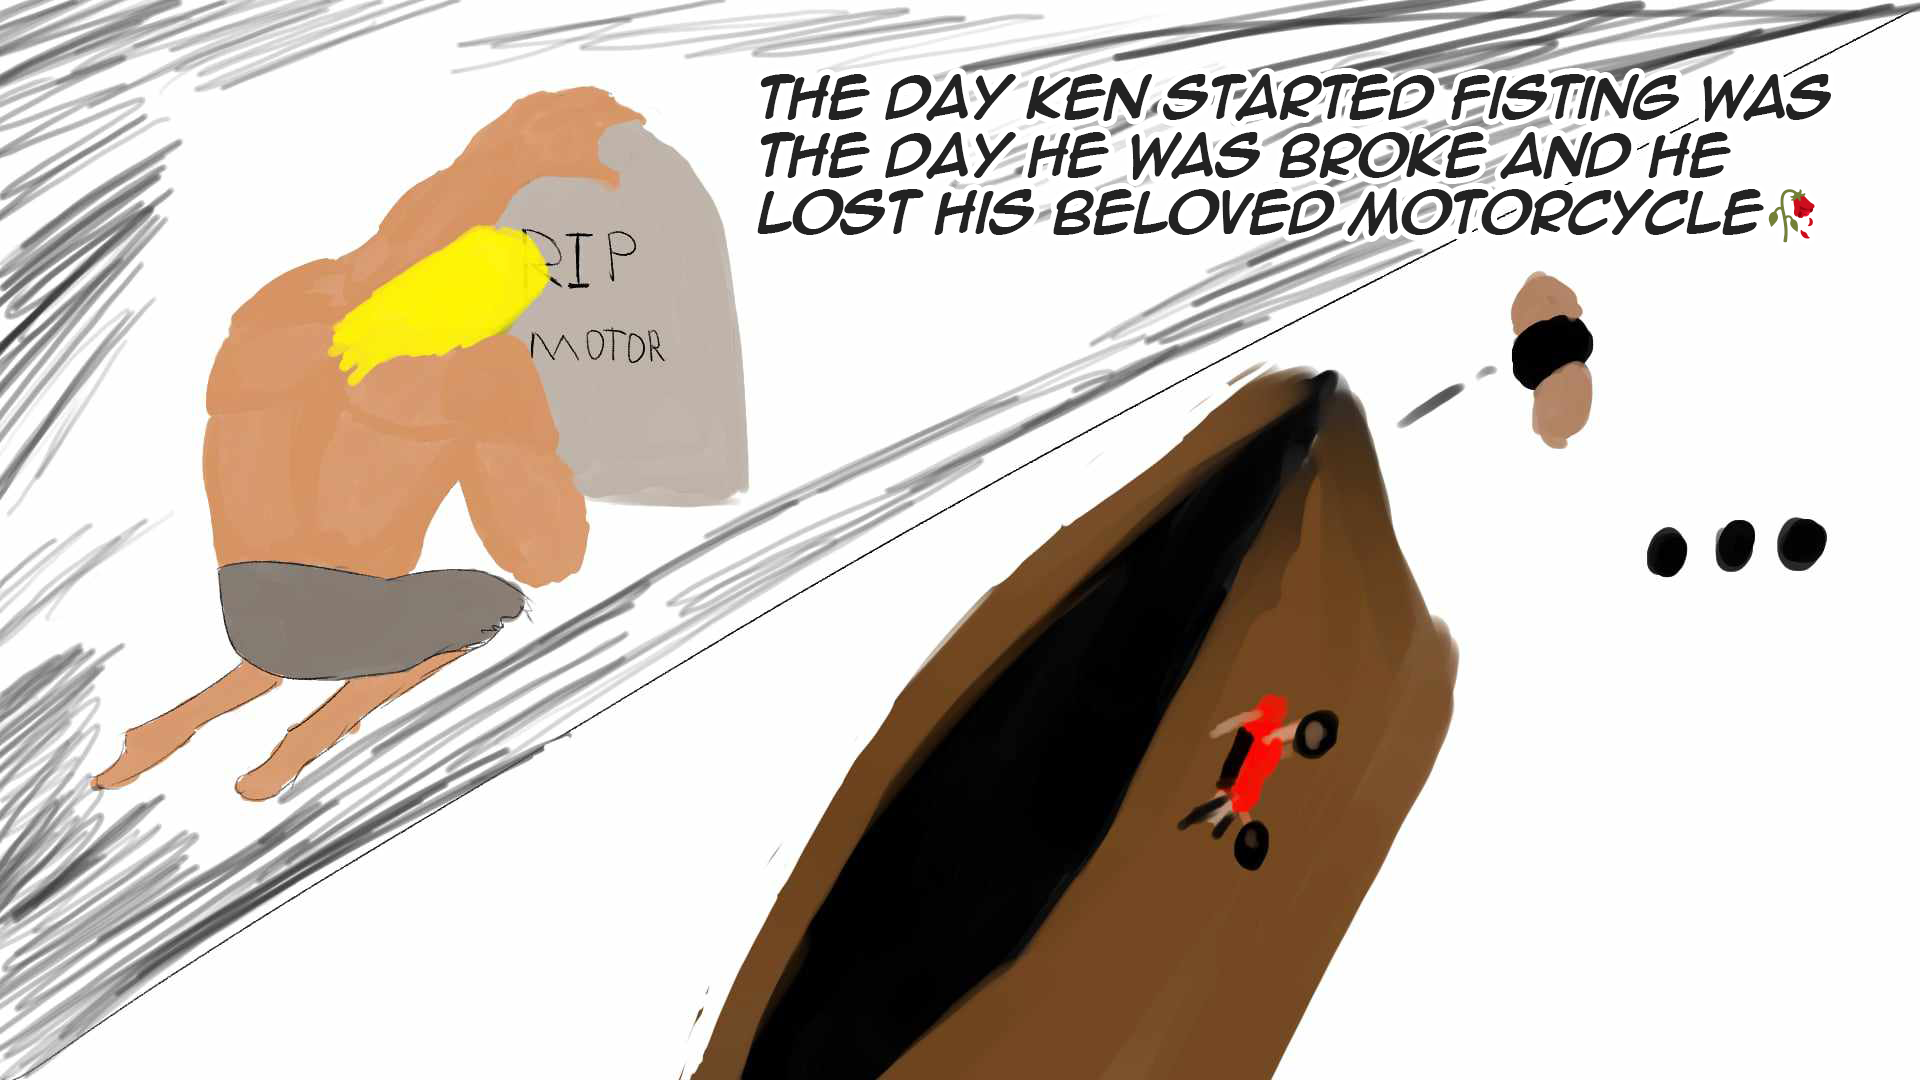 THE DAY KEN STARTED FISTING WAS
THE DAY HE WAS BROKE AND HE
LOST HIS BELOVED MOTORCYCLE🥀
RIP
MOTOR